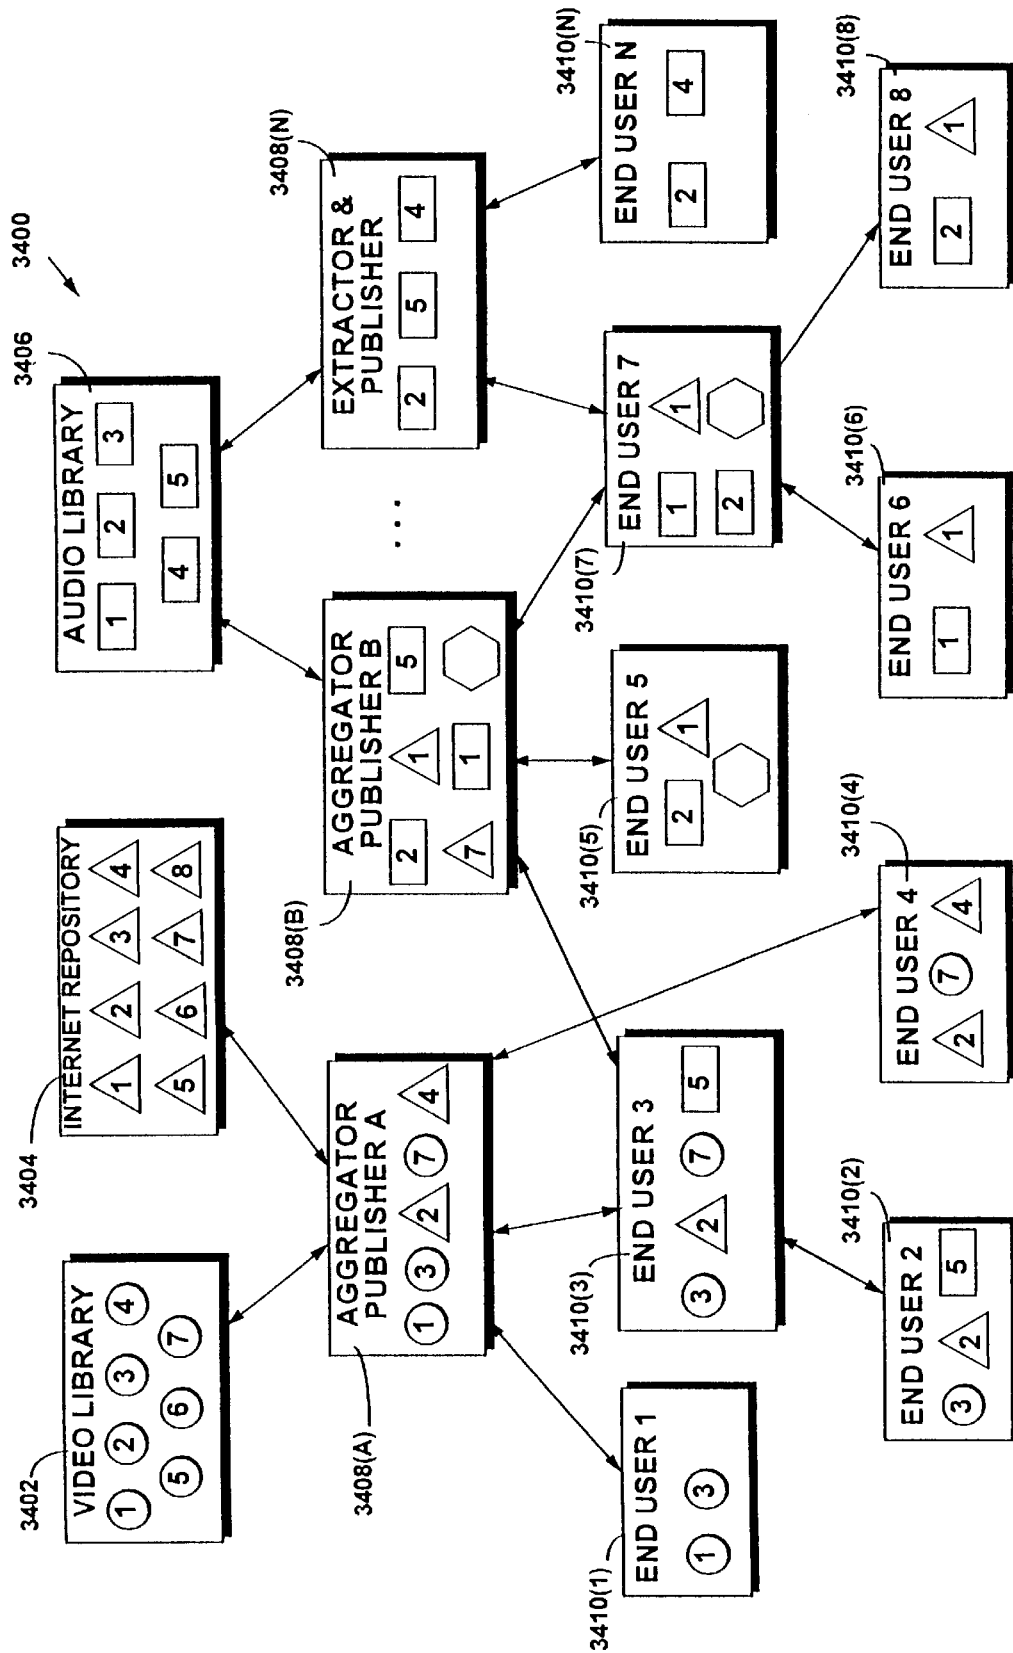 3400
3402
VIDEO LIBRARY
1 2 3 4
5 6 7
3404
INTERNET REPOSITORY
1 2 3 4
5 6 7 8
3406
AUDIO LIBRARY
1 2 3
4 5
3408(A)
AGGREGATOR
PUBLISHER A
1 3 2 7 4
3408(B)
AGGREGATOR
PUBLISHER B
2 1 5
7 1
...
3408(N)
EXTRACTOR &
PUBLISHER
2 5 4
3410(1)
END USER 1
1 3
3410(3)
END USER 3
3 2 7 5
3410(5)
END USER 5
2 1
3410(7)
END USER 7
1 1
2
3410(N)
END USER N
2 4
3410(2)
END USER 2
3 2 5
3410(4)
END USER 4
2 7 4
3410(6)
END USER 6
1 1
3410(8)
END USER 8
2 1